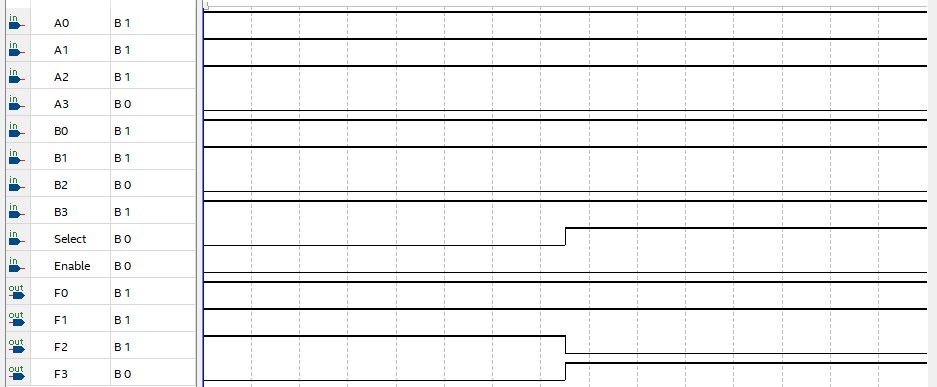 in A0 B 1
in A1 B 1
in A2 B 1
in A3 B 0
in B0 B 1
in B1 B 1
in B2 B 0
in B3 B 1
in Select B 0
in Enable B 0
out F0 B 1
out F1 B 1
out F2 B 1
out F3 B 0